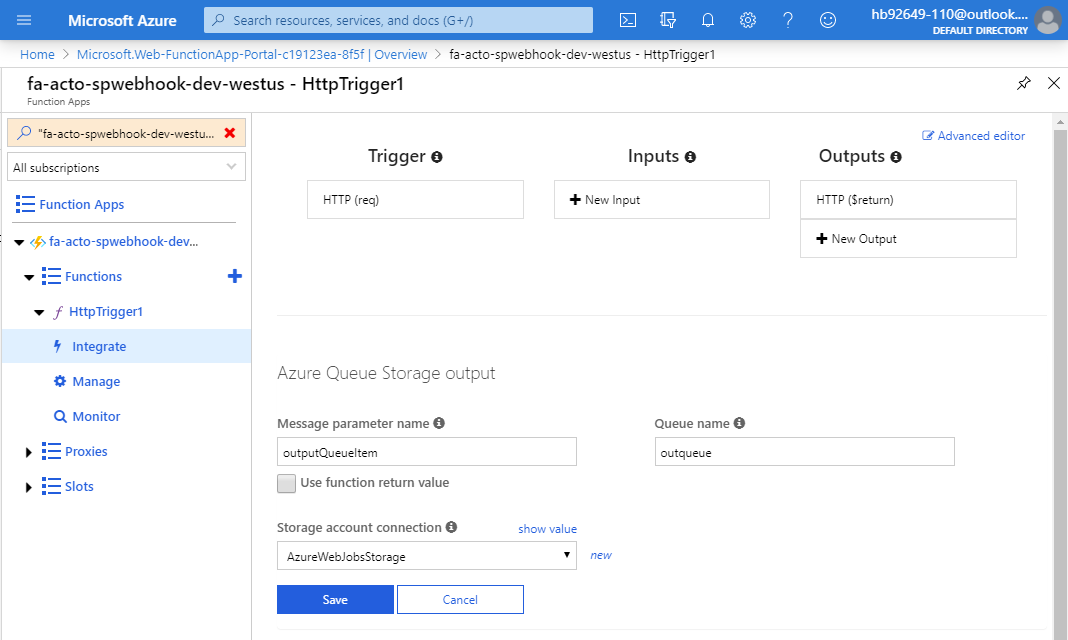 Microsoft Azure
Search resources, services, and docs (G+/)
hb92649-110@outlook....
DEFAULT DIRECTORY
Home > Microsoft.Web-FunctionApp-Portal-c19123ea-8f5f | Overview > fa-acto-spwebhook-dev-westus - HttpTrigger1
fa-acto-spwebhook-dev-westus - HttpTrigger1
Function Apps
"fa-acto-spwebhook-dev-westu...
All subscriptions
Function Apps
fa-acto-spwebhook-dev...
Functions
HttpTrigger1
Integrate
Manage
Monitor
Proxies
Slots
Advanced editor
Trigger Inputs Outputs
HTTP (req) New Input HTTP ($return)
New Output
Azure Queue Storage output
Message parameter name Queue name
outputQueueItem outqueue
Use function return value
Storage account connection show value
AzureWebJobsStorage new
Save Cancel